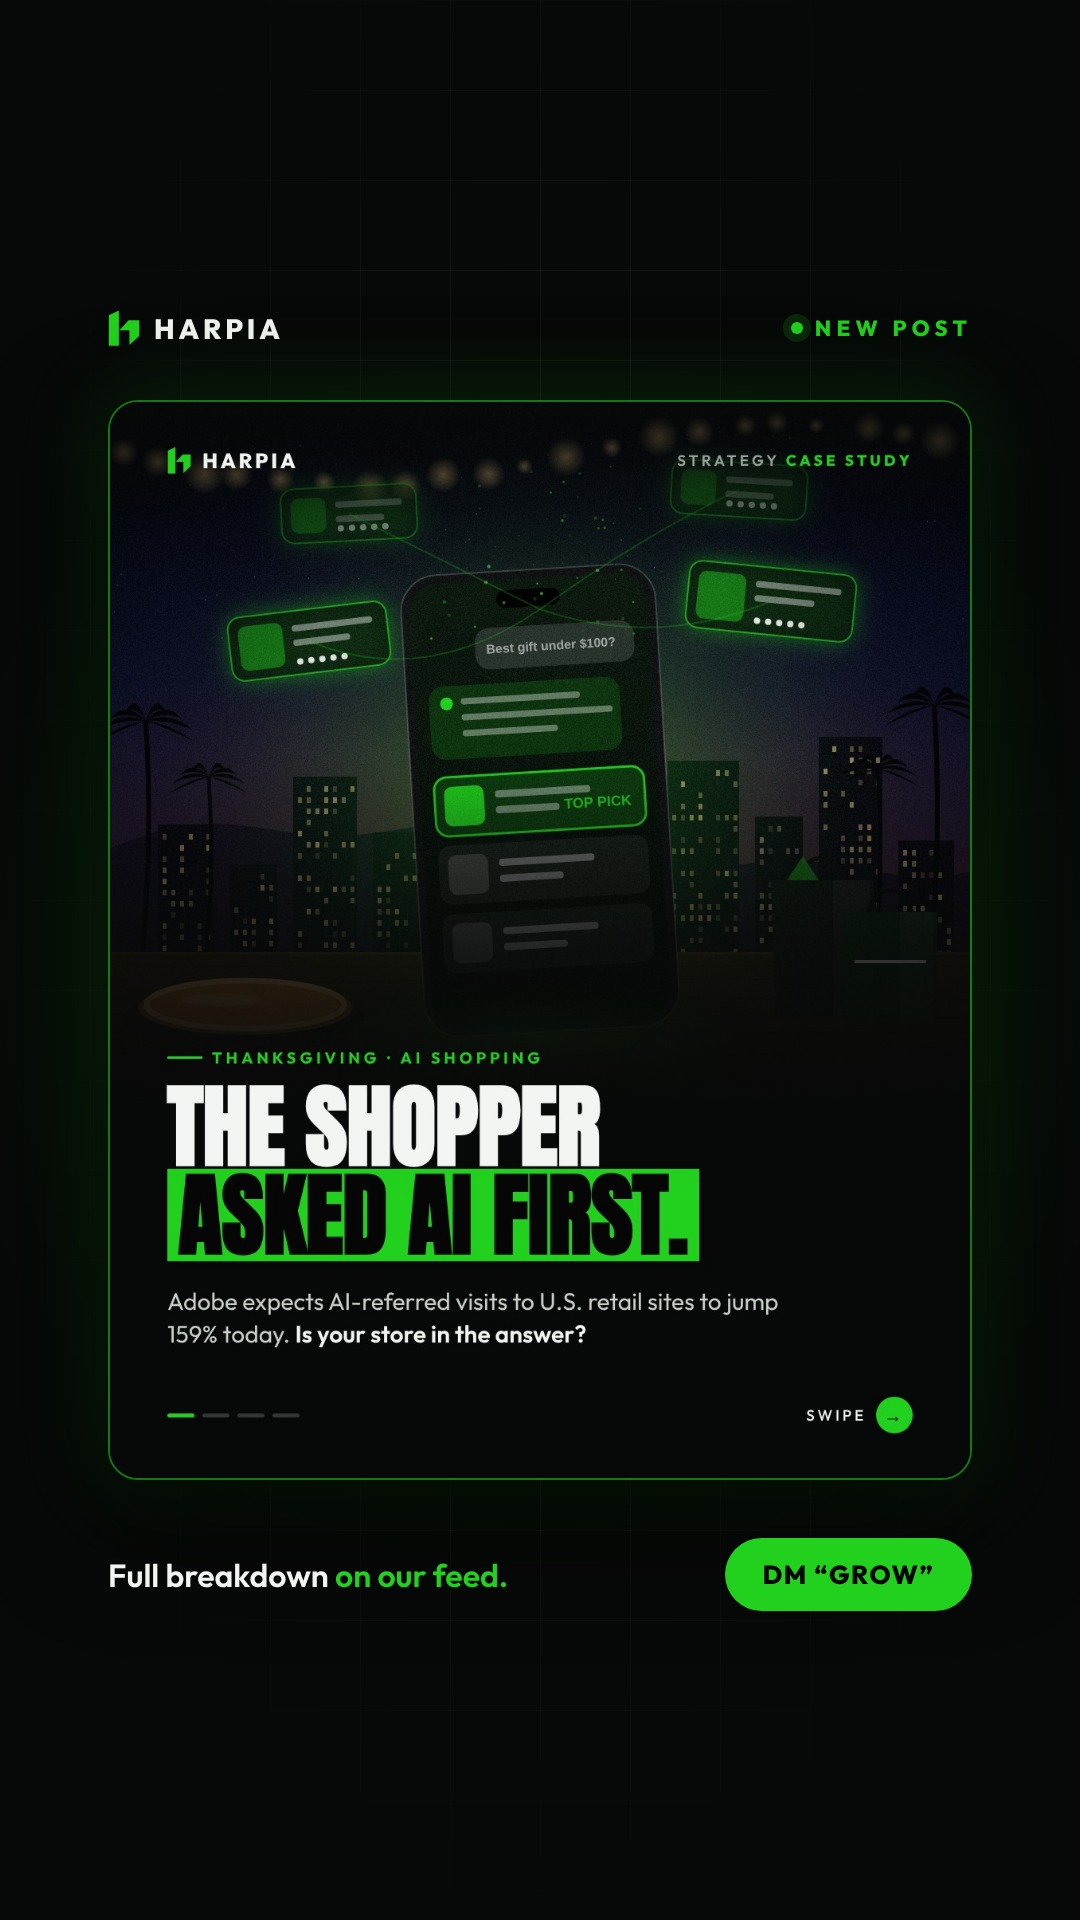 HARPIA
NEW POST
HARPIA
STRATEGY CASE STUDY
Best gift under $100?
TOP PICK
THANKSGIVING · AI SHOPPING
THE SHOPPER
ASKED AI FIRST.
Adobe expects AI-referred visits to U.S. retail sites to jump
159% today. Is your store in the answer?
SWIPE →
Full breakdown on our feed.
DM “GROW”